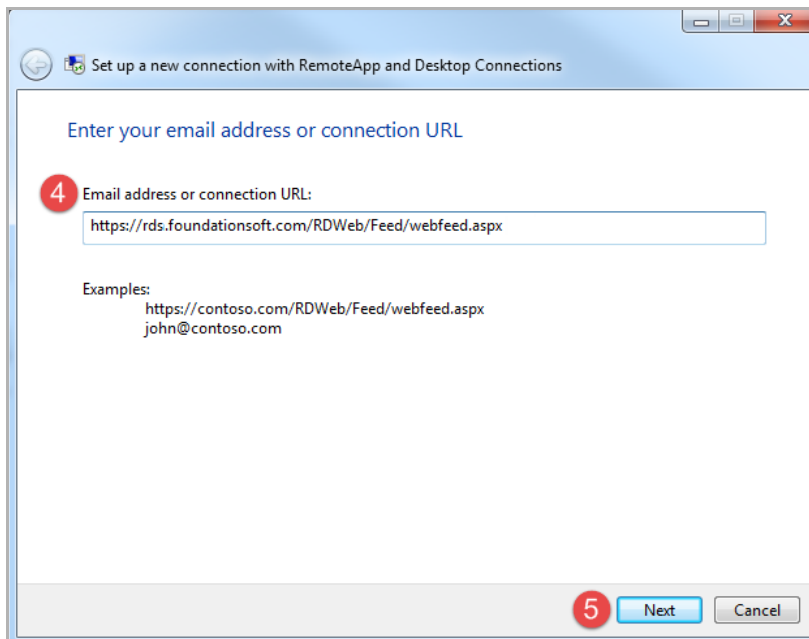 Set up a new connection with RemoteApp and Desktop Connections
Enter your email address or connection URL
4 Email address or connection URL:
https://rds.foundationsoft.com/RDWeb/Feed/webfeed.aspx
Examples:
https://contoso.com/RDWeb/Feed/webfeed.aspx
john@contoso.com
5 Next Cancel